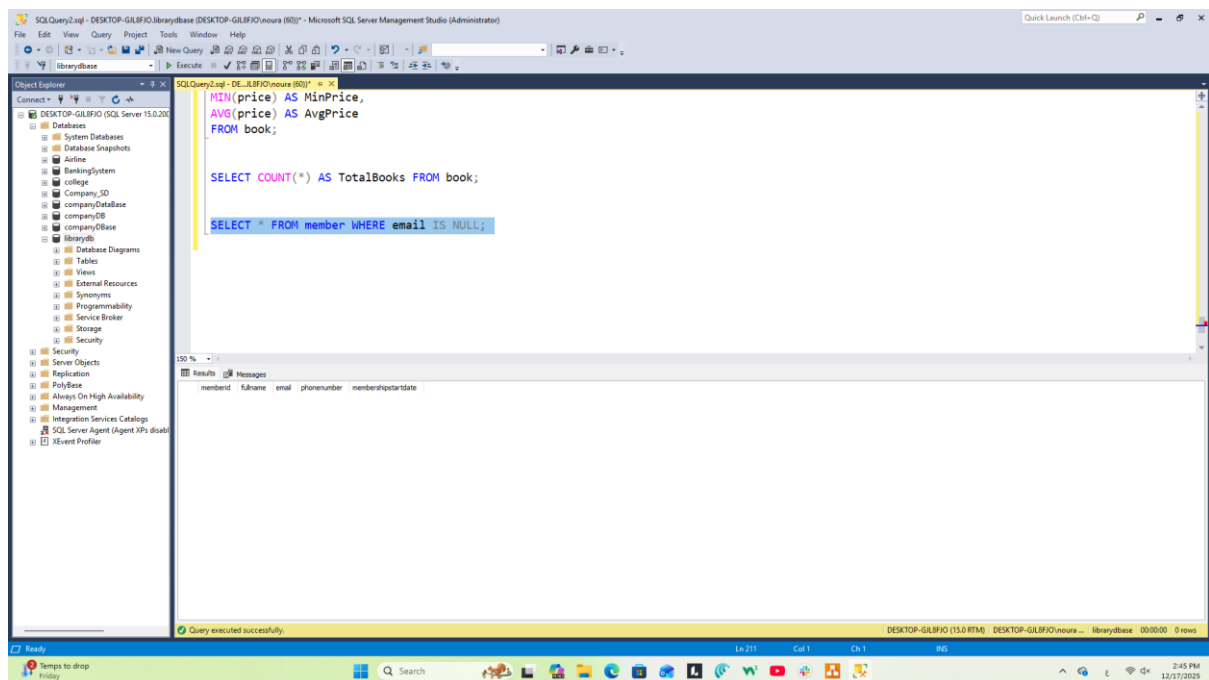 SQLQuery2.sql - DESKTOP-GJL8FJO.librarydbase (DESKTOP-GJL8FJO\noura (60))* - Microsoft SQL Server Management Studio (Administrator)
Quick Launch (Ctrl+Q)
File Edit View Query Project Tools Window Help
New Query
librarydbase
Execute
Object Explorer
SQLQuery2.sql - DE...JL8FJO\noura (60))*
Connect
MIN(price) AS MinPrice,
AVG(price) AS AvgPrice
FROM book;
SELECT COUNT(*) AS TotalBooks FROM book;
SELECT * FROM member WHERE email IS NULL;
DESKTOP-GJL8FJO (SQL Server 15.0.200
Databases
System Databases
Database Snapshots
Airline
BankingSystem
college
Company_SD
companyDataBase
companyDB
companyDBase
librarydb
Database Diagrams
Tables
Views
External Resources
Synonyms
Programmability
Service Broker
Storage
Security
Security
Server Objects
Replication
PolyBase
Always On High Availability
Management
Integration Services Catalogs
SQL Server Agent (Agent XPs disabl
XEvent Profiler
150 %
Results Messages
memberid fullname email phonenumber membershipstartdate
Query executed successfully.
DESKTOP-GJL8FJO (15.0 RTM) DESKTOP-GJL8FJO\noura ... librarydbase 00:00:00 0 rows
Ready
Ln 211 Col 1 Ch 1 INS
Temps to drop
Friday
Search
2:45 PM
12/17/2025